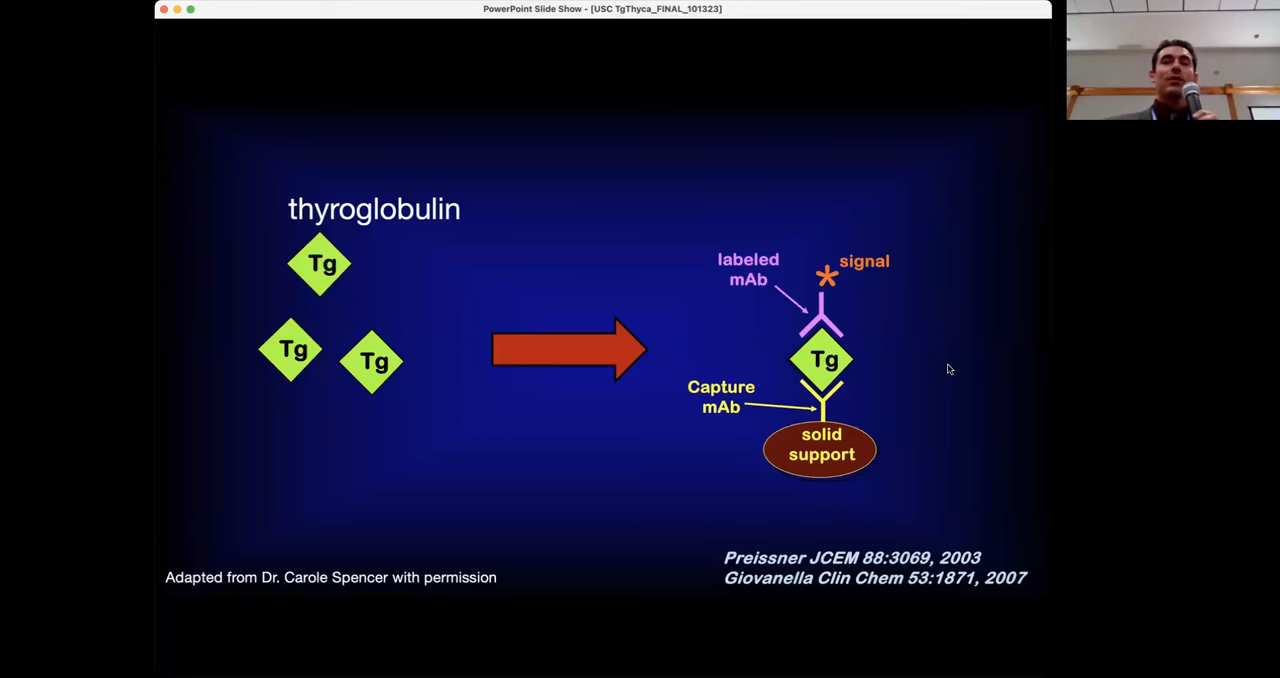 PowerPoint Slide Show - [USC TgThyca_FINAL_101323]
thyroglobulin
Tg
Tg
Tg
labeled
mAb
signal
Tg
Capture
mAb
solid
support
Preissner JCEM 88:3069, 2003
Giovanella Clin Chem 53:1871, 2007
Adapted from Dr. Carole Spencer with permission